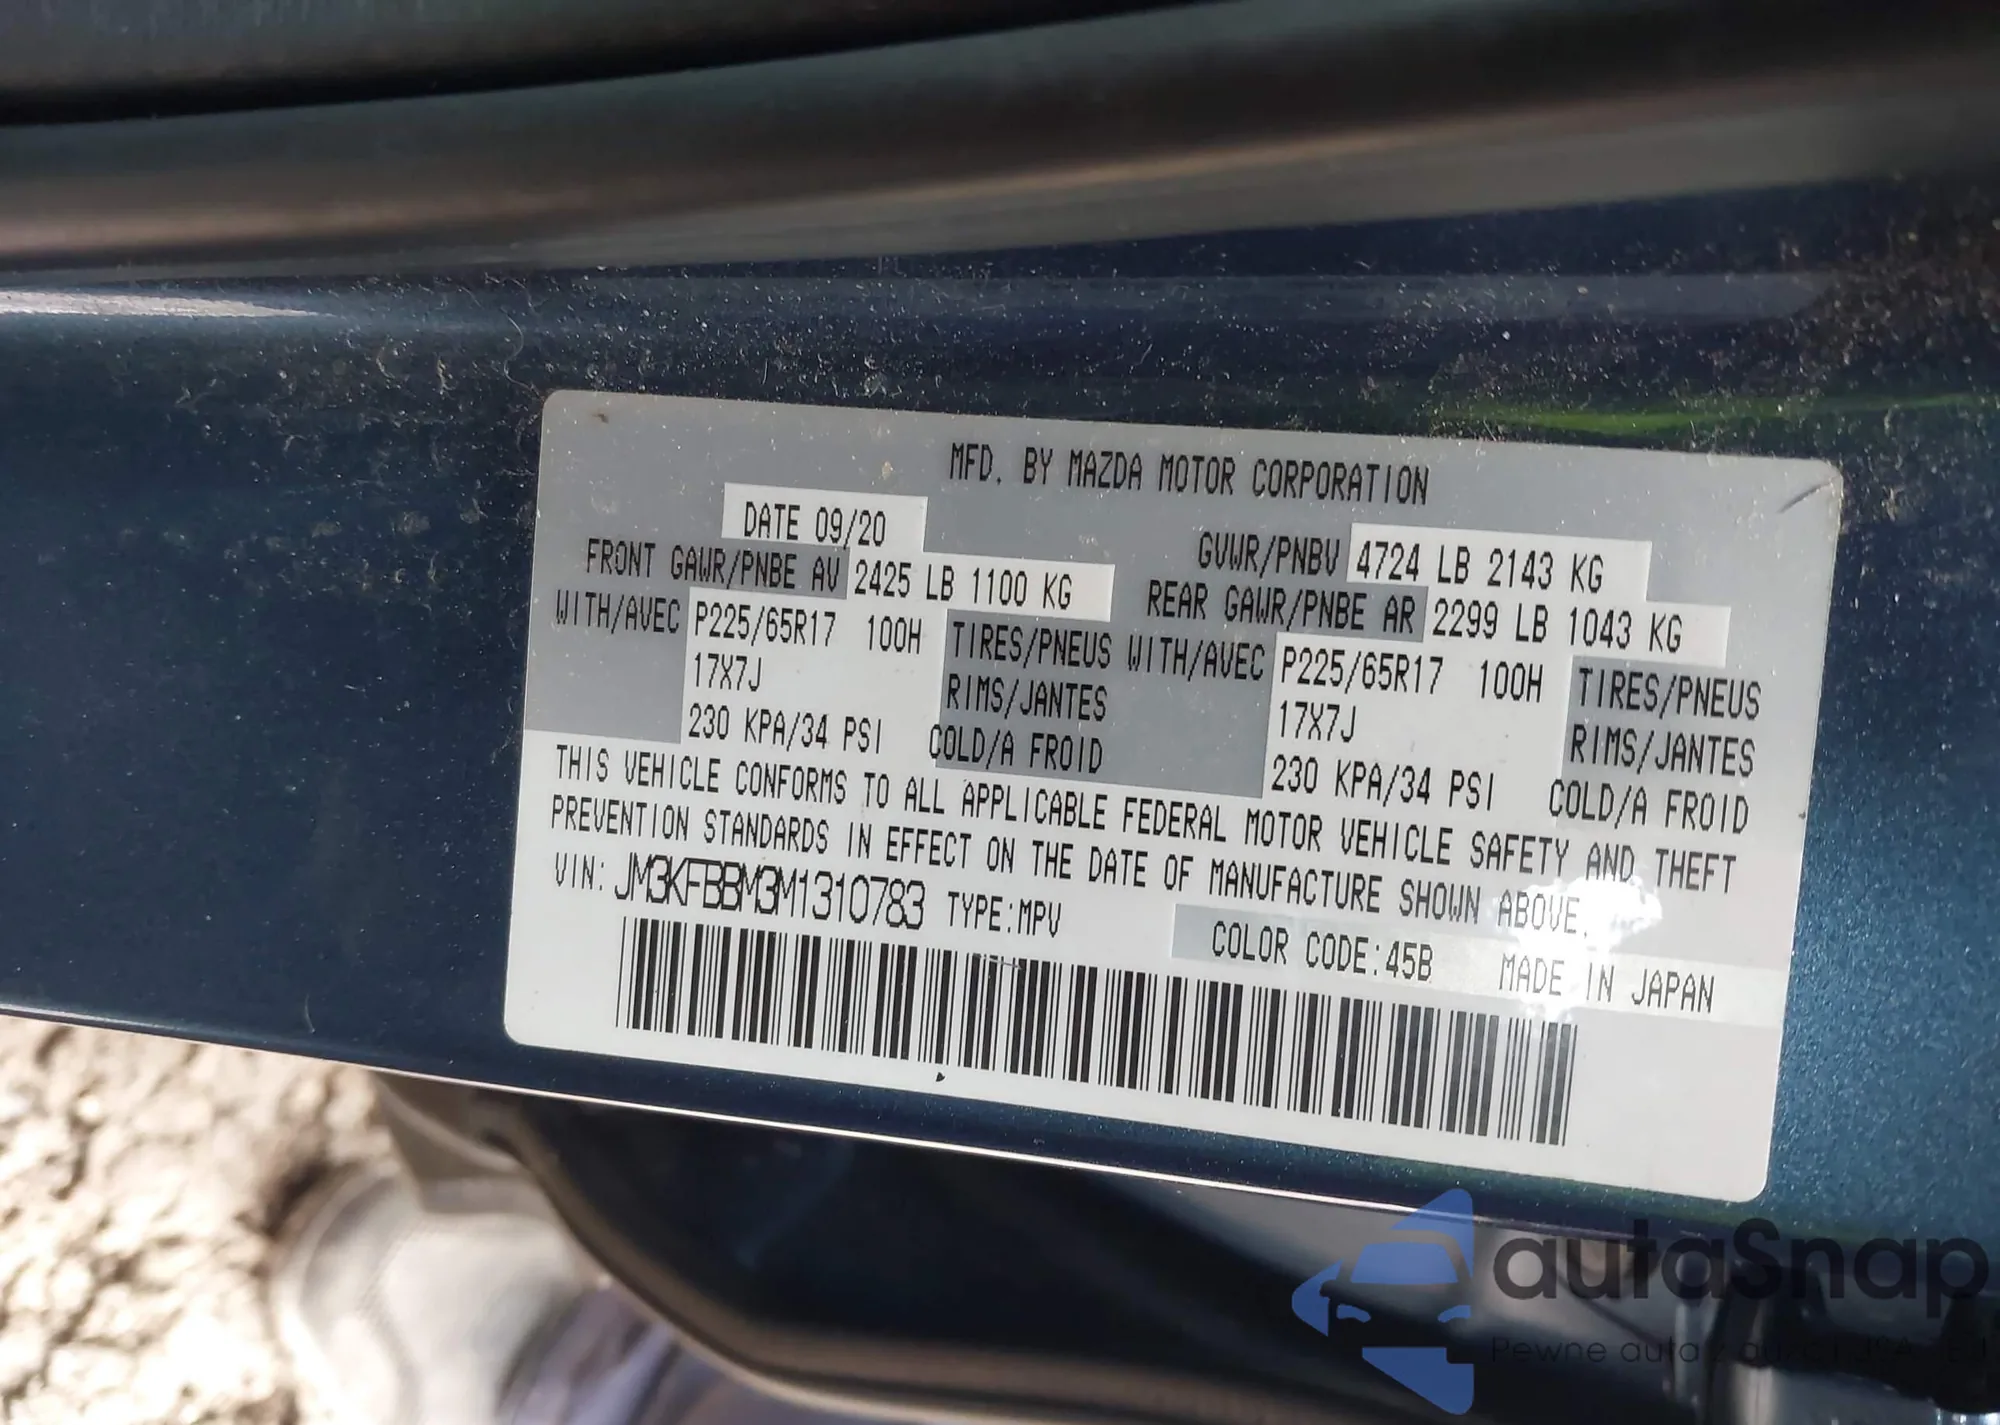 MFD. BY MAZDA MOTOR CORPORATION
DATE 09/20 GVWR/PNBV 4724 LB 2143 KG
FRONT GAWR/PNBE AV 2425 LB 1100 KG REAR GAWR/PNBE AR 2299 LB 1043 KG
WITH/AVEC P225/65R17 100H TIRES/PNEUS WITH/AVEC P225/65R17 100H TIRES/PNEUS
17X7J RIMS/JANTES 17X7J RIMS/JANTES
230 KPA/34 PSI COLD/A FROID 230 KPA/34 PSI COLD/A FROID
THIS VEHICLE CONFORMS TO ALL APPLICABLE FEDERAL MOTOR VEHICLE SAFETY AND THEFT
PREVENTION STANDARDS IN EFFECT ON THE DATE OF MANUFACTURE SHOWN ABOVE.
VIN: JM3KFBBM3M1310783 TYPE:MPV
COLOR CODE:45B MADE IN JAPAN
autaSnap
Pewne auta z